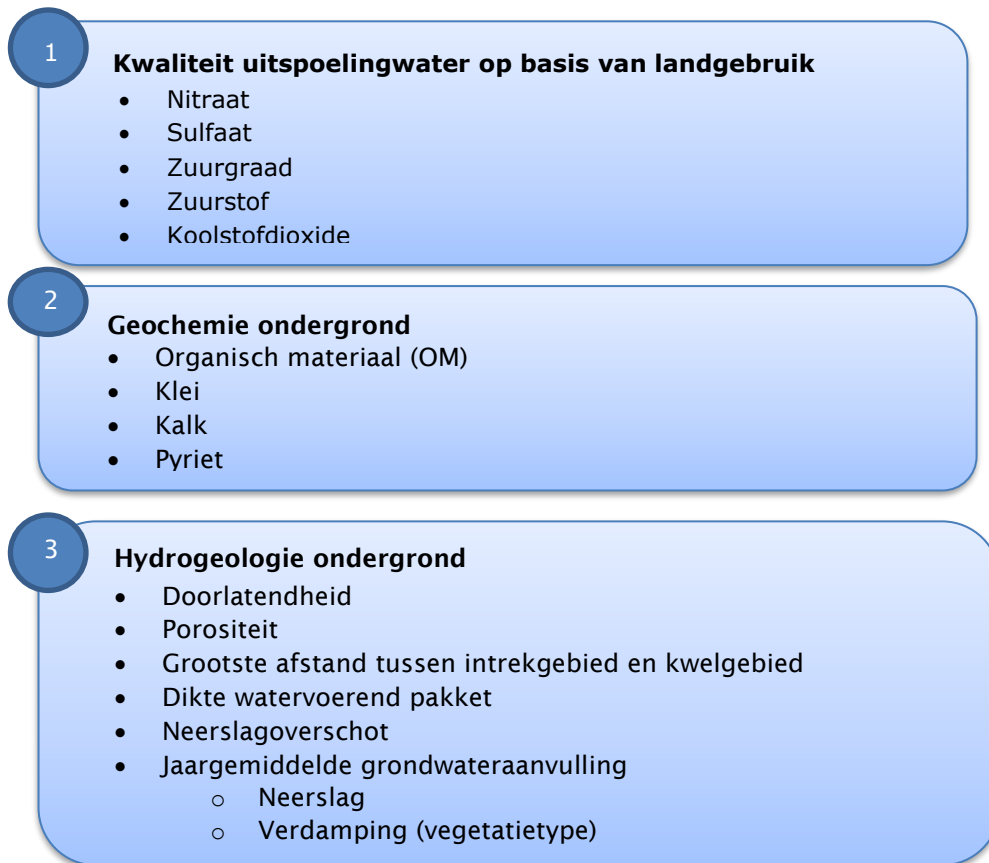 1
Kwaliteit uitspoelingwater op basis van landgebruik
• Nitraat
• Sulfaat
• Zuurgraad
• Zuurstof
• Koolstofdioxide
2
Geochemie ondergrond
• Organisch materiaal (OM)
• Klei
• Kalk
• Pyriet
3
Hydrogeologie ondergrond
• Doorlatendheid
• Porositeit
• Grootste afstand tussen intrekgebied en kwelgebied
• Dikte watervoerend pakket
• Neerslagoverschot
• Jaargemiddelde grondwateraanvulling
o Neerslag
o Verdamping (vegetatietype)